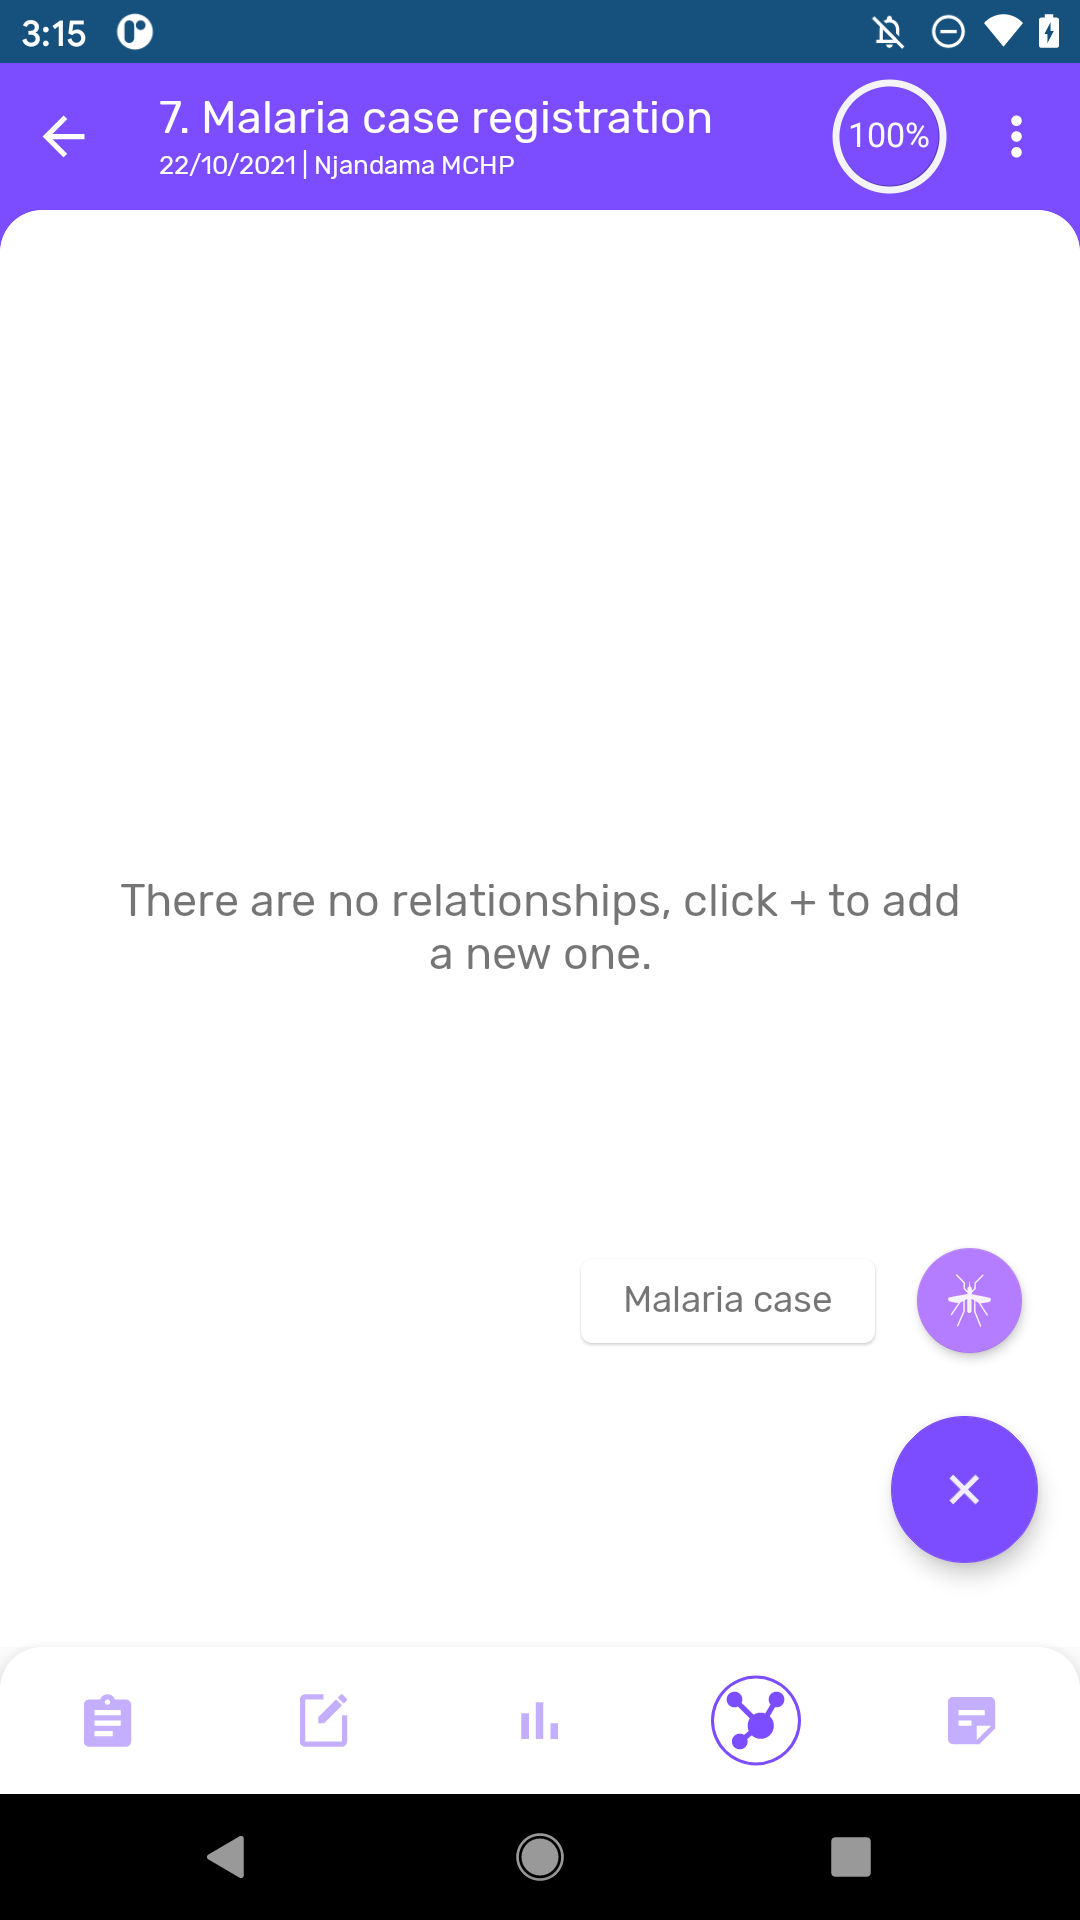 3:15
7. Malaria case registration
22/10/2021 | Njandama MCHP
100%
There are no relationships, click + to add
a new one.
Malaria case